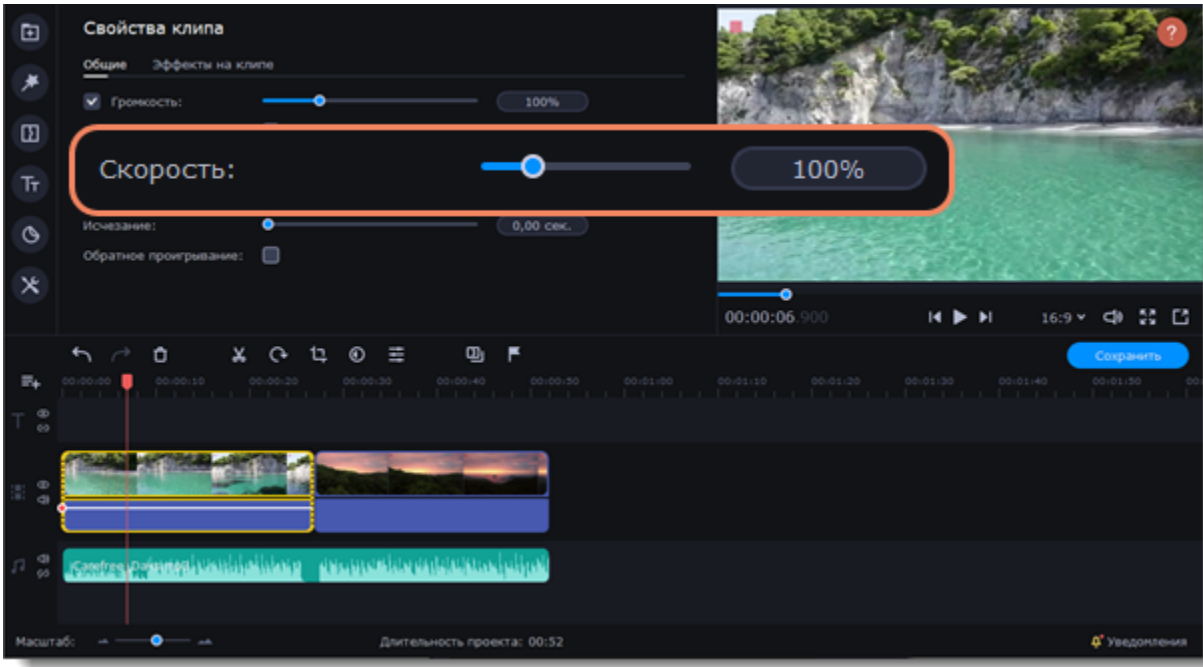 Свойства клипа
?
Общие Эффекты на клипе
Громкость: 100%
Скорость: 100%
Исчезание: 0,00 сек.
Обратное проигрывание:
00:00:06.900 16:9
Сохранить
00:00:00 00:00:10 00:00:20 00:00:30 00:00:40 00:00:50 00:01:00 00:01:10 00:01:20 00:01:30 00:01:40 00:01:50
Carefree
Масштаб: Длительность проекта: 00:52 Уведомления